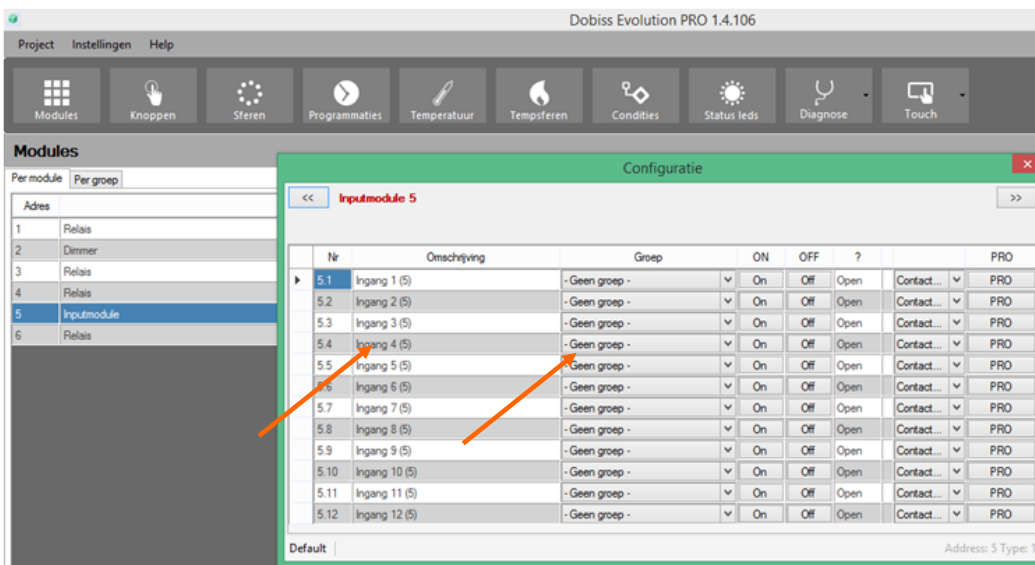 Dobiss Evolution PRO 1.4.106
Project Instellingen Help
Modules Knoppen Sferen Programmaties Temperatuur Tempsferen Condities Status leds Diagnose Touch
Modules
Per module Per groep
Adres
1 Relais
2 Dimmer
3 Relais
4 Relais
5 Inputmodule
6 Relais
Configuratie
<< Inputmodule 5 >>
Nr Omschrijving Groep ON OFF ? PRO
5.1 Ingang 1 (5) - Geen groep - On Off Open Contact... PRO
5.2 Ingang 2 (5) - Geen groep - On Off Open Contact... PRO
5.3 Ingang 3 (5) - Geen groep - On Off Open Contact... PRO
5.4 Ingang 4 (5) - Geen groep - On Off Open Contact... PRO
5.5 Ingang 5 (5) - Geen groep - On Off Open Contact... PRO
5.6 Ingang 6 (5) - Geen groep - On Off Open Contact... PRO
5.7 Ingang 7 (5) - Geen groep - On Off Open Contact... PRO
5.8 Ingang 8 (5) - Geen groep - On Off Open Contact... PRO
5.9 Ingang 9 (5) - Geen groep - On Off Open Contact... PRO
5.10 Ingang 10 (5) - Geen groep - On Off Open Contact... PRO
5.11 Ingang 11 (5) - Geen groep - On Off Open Contact... PRO
5.12 Ingang 12 (5) - Geen groep - On Off Open Contact... PRO
Default Address: 5 Type: 1